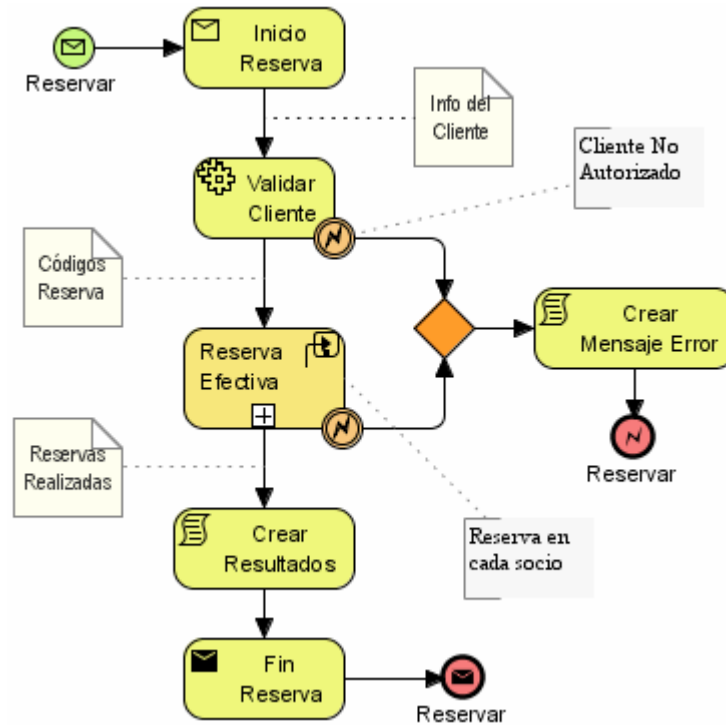 Inicio
Reserva
Reservar
Info del
Cliente
Cliente No
Autorizado
Validar
Cliente
Códigos
Reserva
Crear
Mensaje Error
Reserva
Efectiva
Reservas
Realizadas
Reservar
Crear
Resultados
Reserva en
cada socio
Fin
Reserva
Reservar